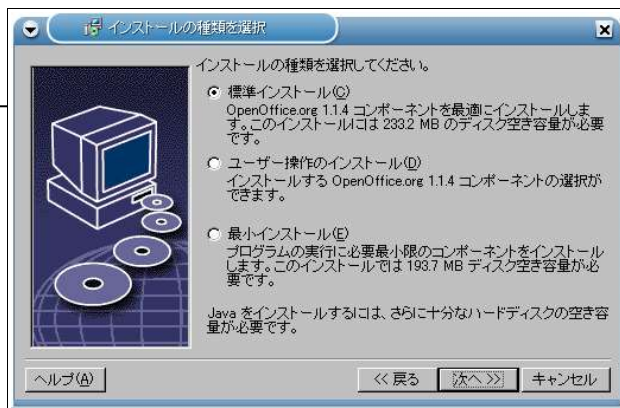 インストールの種類を選択
インストールの種類を選択してください。
標準インストール(C)
OpenOffice.org 1.1.4 コンポーネントを最適にインストールしま
す。このインストールには 233.2 MB のディスク空き容量が必要
です。
ユーザー操作のインストール(D)
インストールする OpenOffice.org 1.1.4 コンポーネントの選択が
できます。
最小インストール(E)
プログラムの実行に必要最小限のコンポーネントをインストール
します。このインストールでは 193.7 MB ディスク空き容量が必
要です。
Java をインストールするには、さらに十分なハードディスクの空き容
量が必要です。
ヘルプ(A)
<< 戻る
次へ >>
キャンセル